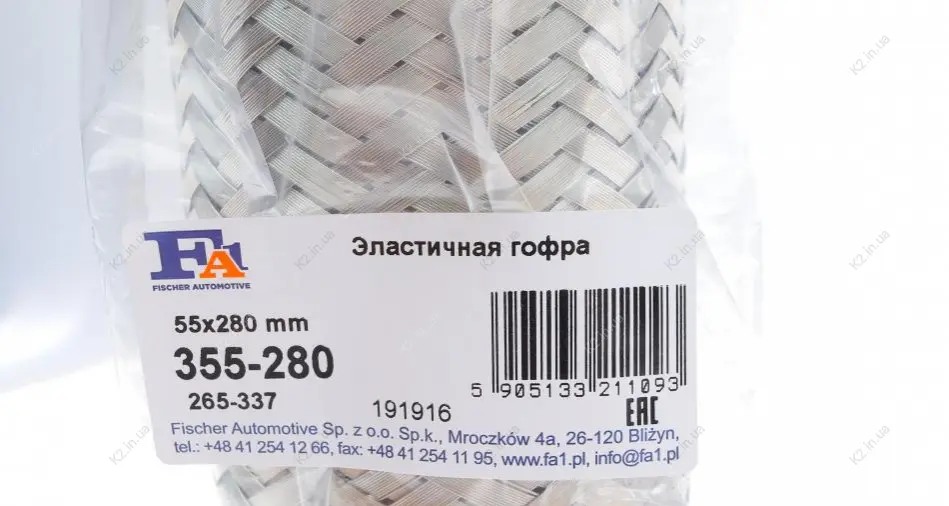 FA1
FISCHER AUTOMOTIVE
Эластичная гофра
55x280 mm
355-280
265-337
191916
5 905133 211093
EAC
Fischer Automotive Sp. z o.o. Sp.k., Mroczków 4a, 26-120 Bliżyn,
tel.: +48 41 254 12 66, fax: +48 41 254 11 95, www.fa1.pl, info@fa1.pl
K2.in.ua